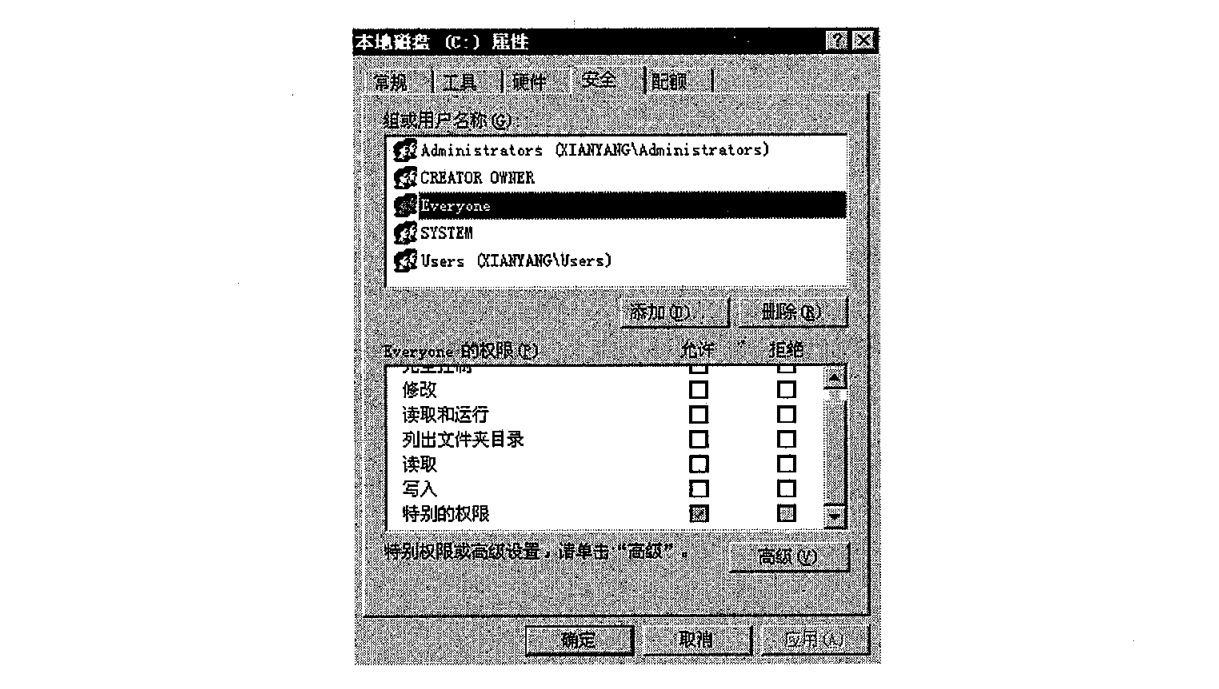 本地磁盘 (C:) 属性
常规 工具 硬件 安全 配额
组或用户名称(G):
Administrators (XIANYANG\Administrators)
CREATOR OWNER
Everyone
SYSTEM
Users (XIANYANG\Users)
添加(D)... 删除(R)
Everyone 的权限(P) 允许 拒绝
完全控制
修改
读取和运行
列出文件夹目录
读取
写入
特别的权限
特别权限或高级设置，请单击“高级”。
高级(V)
确定 取消 应用(A)